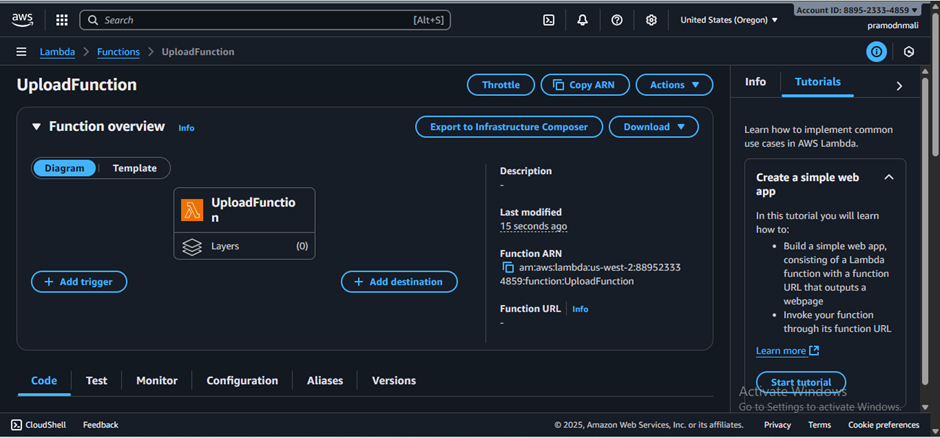 aws
Search
[Alt+S]
United States (Oregon)
Account ID: 8895-2333-4859
pramodnmali
Lambda
Functions
UploadFunction
UploadFunction
Throttle
Copy ARN
Actions
Function overview
Info
Export to Infrastructure Composer
Download
Diagram
Template
UploadFunctio
n
Layers
(0)
+ Add trigger
+ Add destination
Description
-
Last modified
15 seconds ago
Function ARN
arn:aws:lambda:us-west-2:88952333
4859:function:UploadFunction
Function URL
Info
-
Code
Test
Monitor
Configuration
Aliases
Versions
Info
Tutorials
Learn how to implement common
use cases in AWS Lambda.
Create a simple web
app
In this tutorial you will learn
how to:
• Build a simple web app,
consisting of a Lambda
function with a function
URL that outputs a
webpage
• Invoke your function
through its function URL
Learn more
Start tutorial
Activate Windows
Go to Settings to activate Windows.
CloudShell
Feedback
© 2025, Amazon Web Services, Inc. or its affiliates.
Privacy
Terms
Cookie preferences